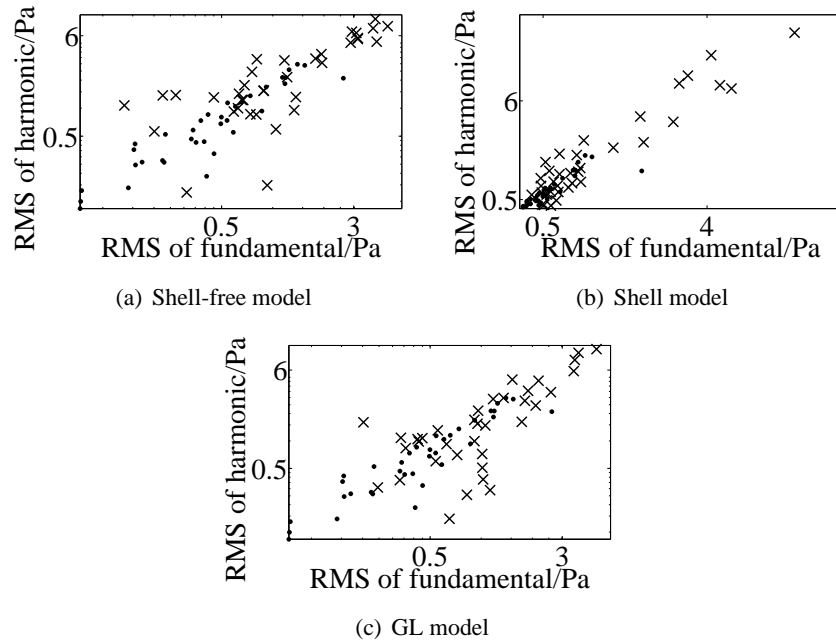 6
0.5
RMS of harmonic/Pa
0.5
3
RMS of fundamental/Pa
(a) Shell-free model
6
0.5
RMS of harmonic/Pa
0.5
4
RMS of fundamental/Pa
(b) Shell model
6
0.5
RMS of harmonic/Pa
0.5
3
RMS of fundamental/Pa
(c) GL model